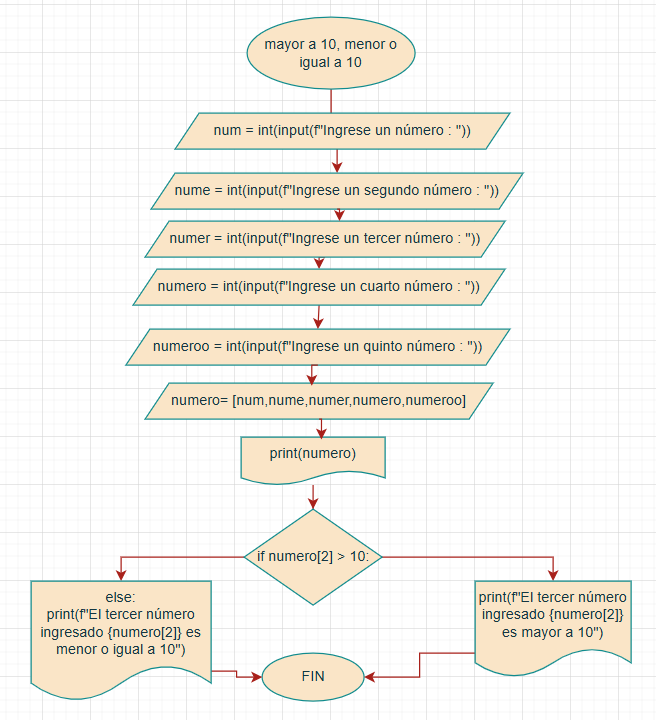 mayor a 10, menor o
igual a 10
num = int(input(f"Ingrese un número : "))
nume = int(input(f"Ingrese un segundo número : "))
numer = int(input(f"Ingrese un tercer número : "))
numero = int(input(f"Ingrese un cuarto número : "))
numeroo = int(input(f"Ingrese un quinto número : "))
numero= [num,nume,numer,numero,numeroo]
print(numero)
if numero[2] > 10:
else:
print(f"El tercer número
ingresado {numero[2]} es
menor o igual a 10")
print(f"El tercer número
ingresado {numero[2]}
es mayor a 10")
FIN